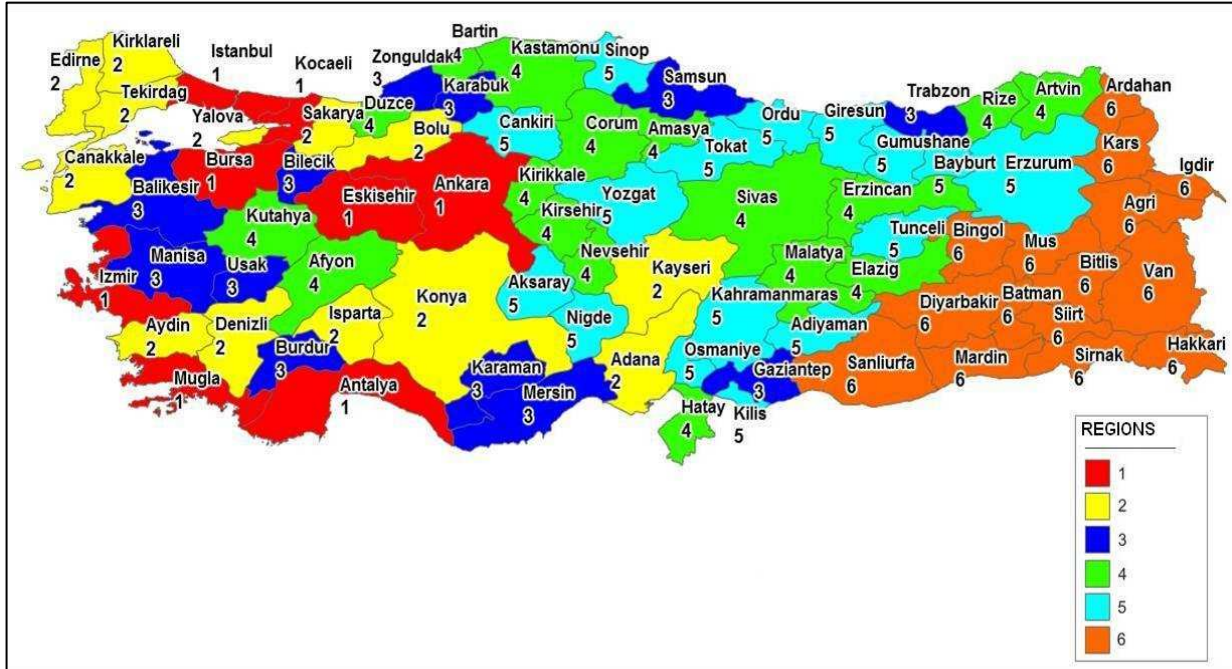 Edirne
2
Kirklareli
2
Tekirdag
2
Istanbul
1
Kocaeli
1
Yalova
2
Sakarya
2
Duzce
4
Zonguldak
3
Bartin
4
Karabuk
3
Kastamonu
4
Sinop
5
Samsun
3
Ordu
5
Giresun
5
Trabzon
3
Rize
4
Artvin
4
Ardahan
6
Canakkale
2
Balikesir
3
Bursa
1
Bilecik
3
Bolu
2
Cankiri
5
Corum
4
Amasya
4
Tokat
5
Gumushane
5
Bayburt
5
Erzurum
5
Kars
6
Igdir
6
Kutahya
4
Eskisehir
1
Ankara
1
Kirikkale
4
Kirsehir
4
Yozgat
5
Sivas
4
Erzincan
4
Tunceli
5
Bingol
6
Mus
6
Agri
6
Izmir
1
Manisa
3
Usak
3
Afyon
4
Konya
2
Aksaray
5
Nevsehir
4
Kayseri
2
Malatya
4
Elazig
4
Bitlis
6
Van
6
Aydin
2
Denizli
2
Isparta
2
Burdur
3
Nigde
5
Kahramanmaras
5
Adiyaman
5
Diyarbakir
6
Batman
6
Siirt
6
Mugla
1
Antalya
1
Karaman
3
Mersin
3
Adana
2
Osmaniye
5
Gaziantep
3
Sanliurfa
6
Mardin
6
Sirnak
6
Hakkari
6
Hatay
4
Kilis
5
REGIONS
1
2
3
4
5
6